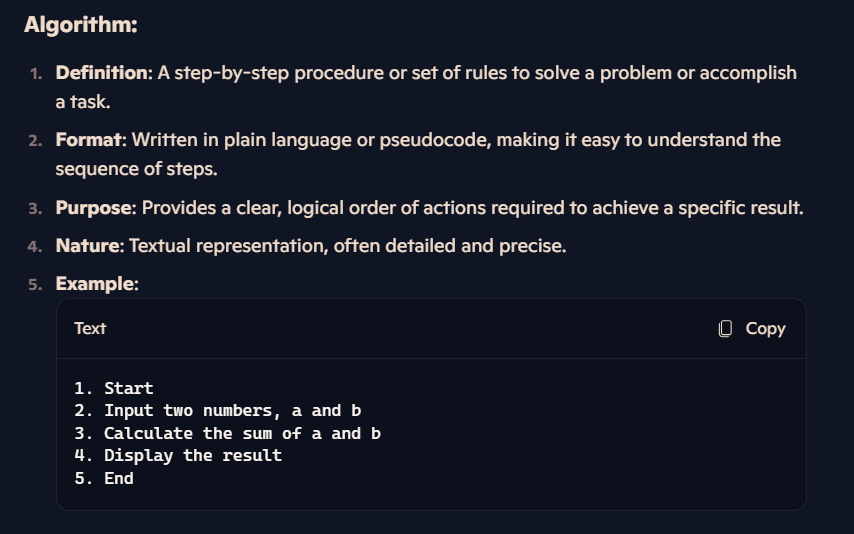 Algorithm:
1. Definition: A step-by-step procedure or set of rules to solve a problem or accomplish
a task.
2. Format: Written in plain language or pseudocode, making it easy to understand the
sequence of steps.
3. Purpose: Provides a clear, logical order of actions required to achieve a specific result.
4. Nature: Textual representation, often detailed and precise.
5. Example:
Text Copy
1. Start
2. Input two numbers, a and b
3. Calculate the sum of a and b
4. Display the result
5. End